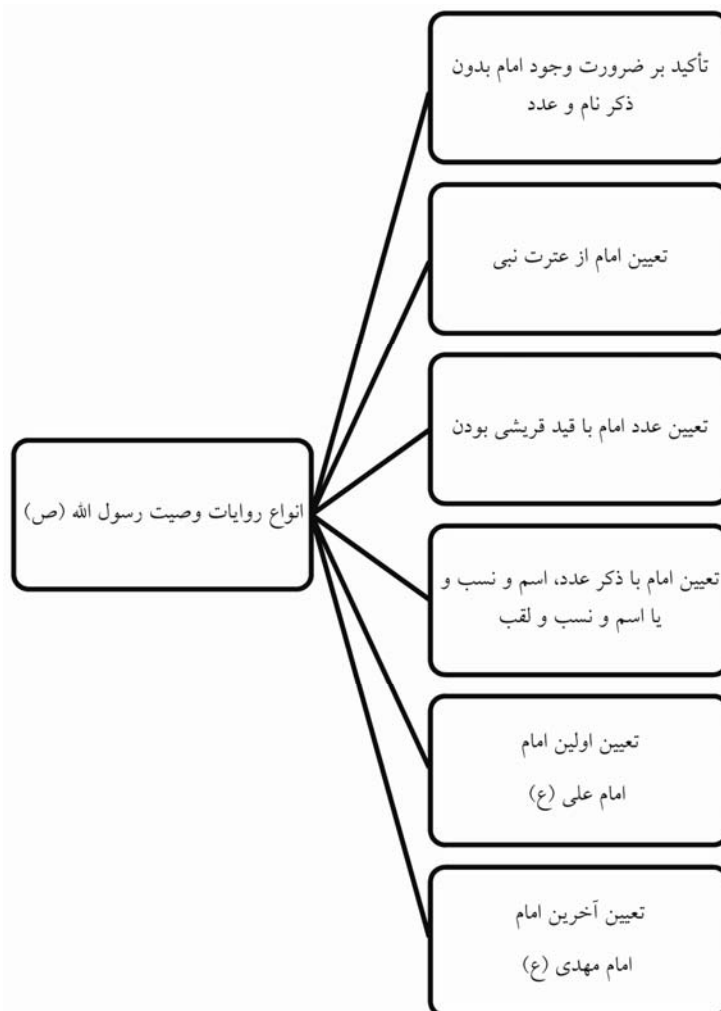 تأکید بر ضرورت وجود امام بدون
ذکر نام و عدد
تعیین امام از عترت نبی
تعیین عدد امام با قید قریشی بودن
انواع روایات وصیت رسول الله (ص)
تعیین امام با ذکر عدد، اسم و نسب و
یا اسم و نسب و لقب
تعیین اولین امام
امام علی (ع)
تعیین آخرین امام
امام مهدی (ع)